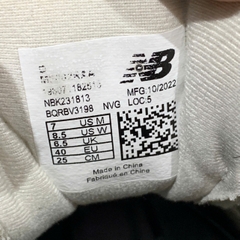 D
MFG.10/2022
NBK231813
BQRBV3198 NVG LOC.5
7 US M
8.5 US W
6.5 UK
40 EU
25 CM
Made in China
Fabriqué en Chine